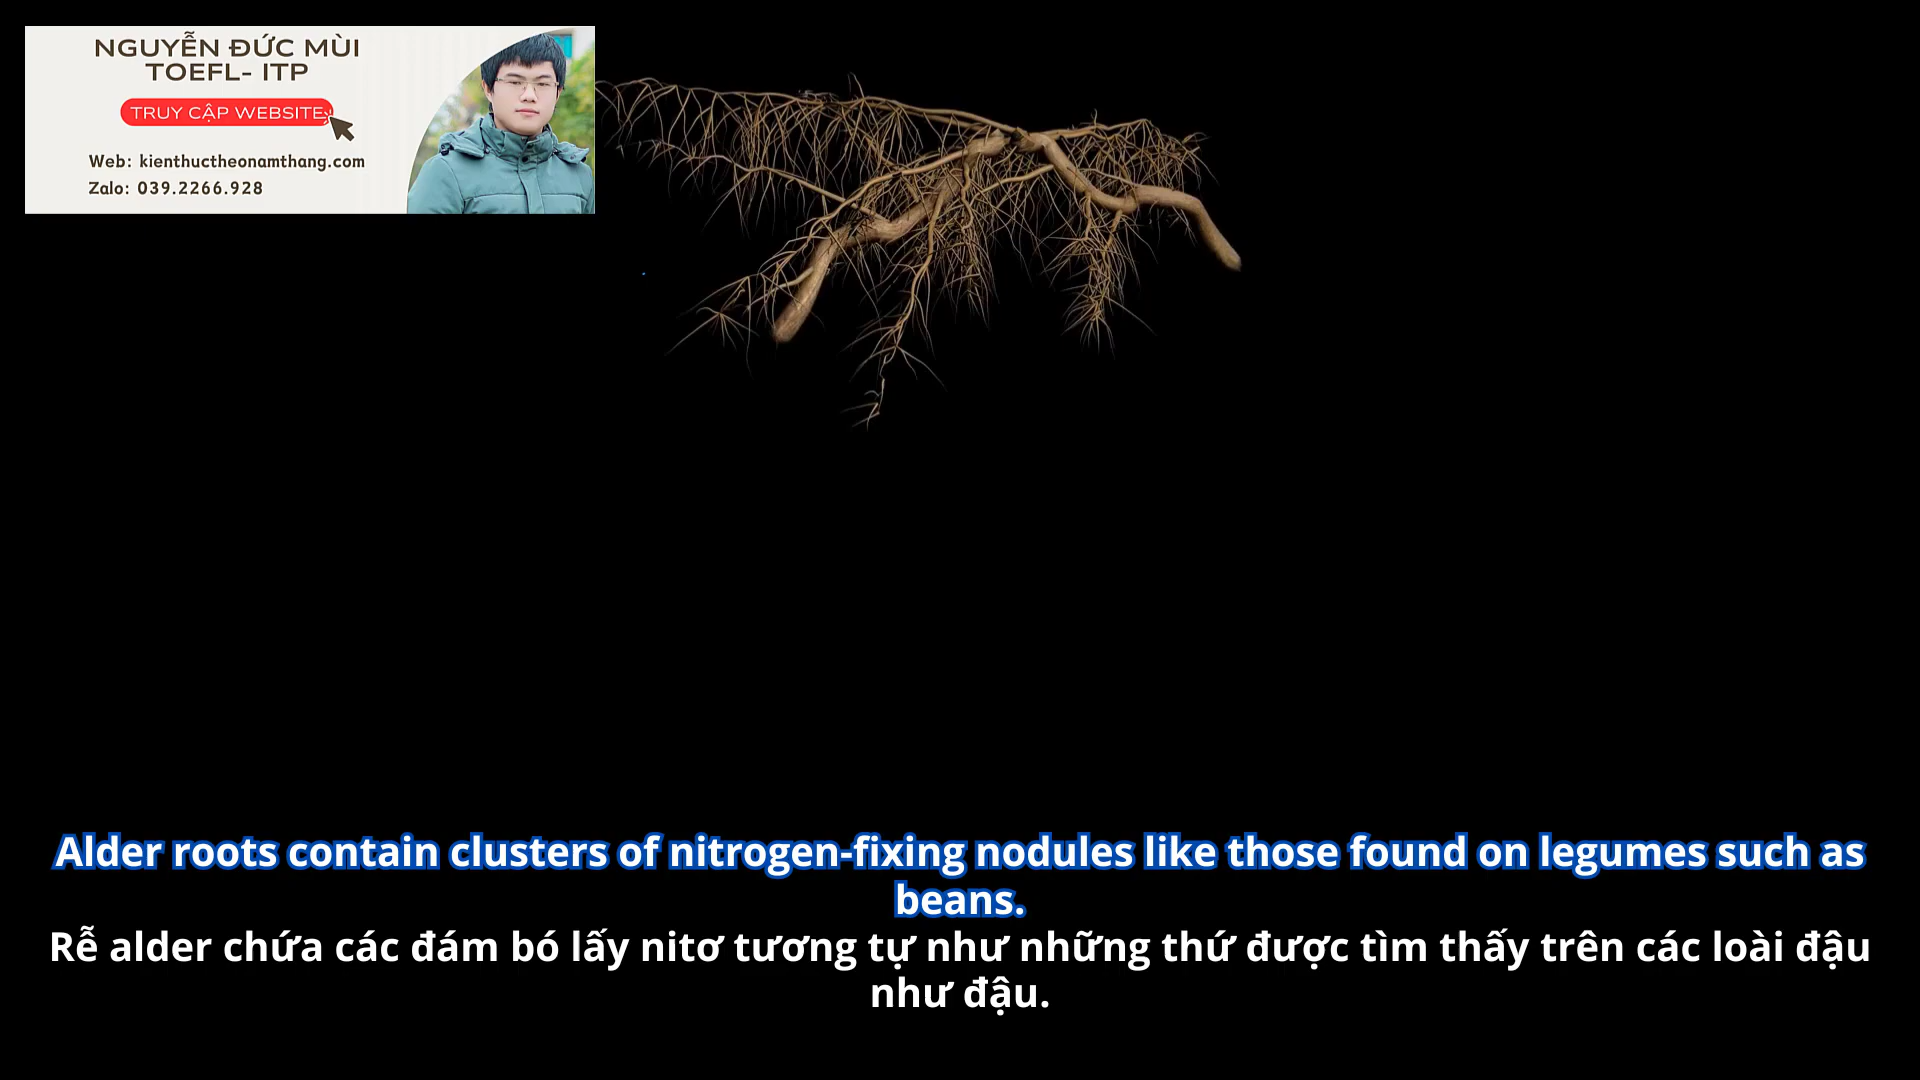 NGUYỄN ĐỨC MÙI
TOEFL- ITP
TRUY CẬP WEBSITE
Web: kienthuctheonamthang.com
Zalo: 039.2266.928
Alder roots contain clusters of nitrogen-fixing nodules like those found on legumes such as
beans.
Rễ alder chứa các đám bó lấy nitơ tương tự như những thứ được tìm thấy trên các loài đậu
như đậu.